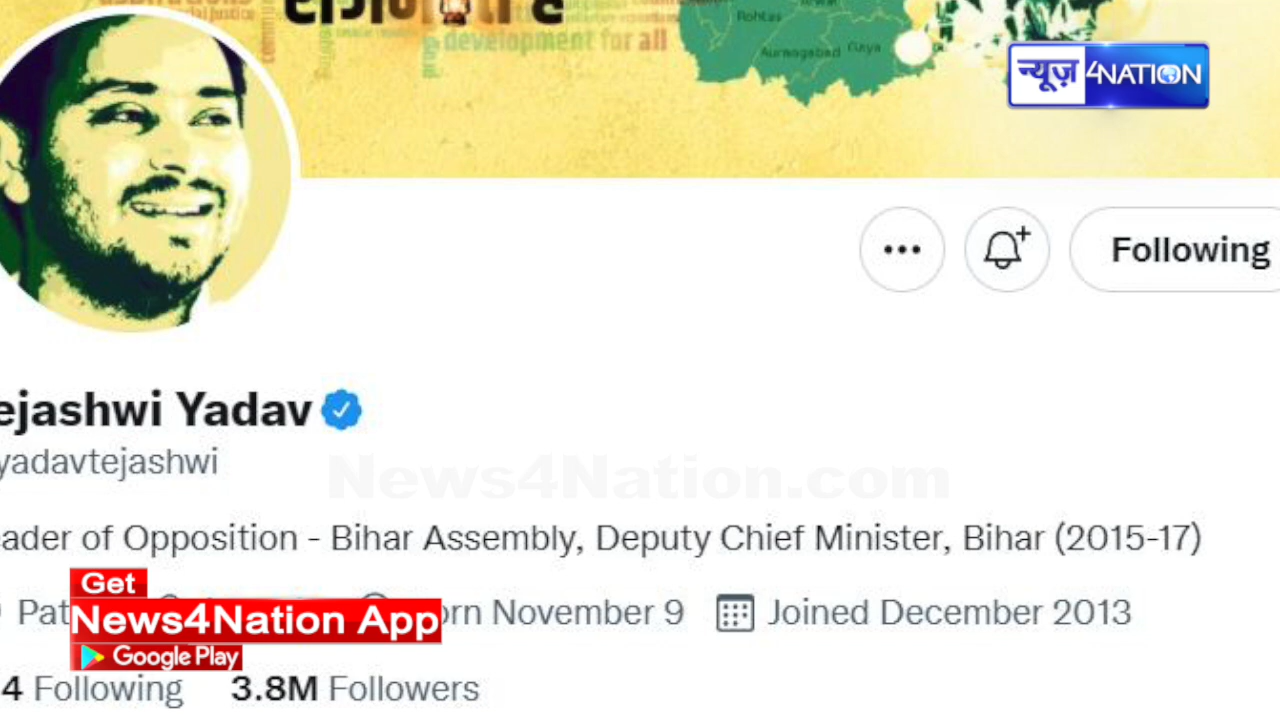 development for all
Rohtas
Aurnagabad Gaya
न्यूज़ 4NATION
Following
ejashwi Yadav
yadavtejashwi
News4Nation.com
eader of Opposition - Bihar Assembly, Deputy Chief Minister, Bihar (2015-17)
Pat
orn November 9
Joined December 2013
Get
News4Nation App
Google Play
4 Following 3.8M Followers